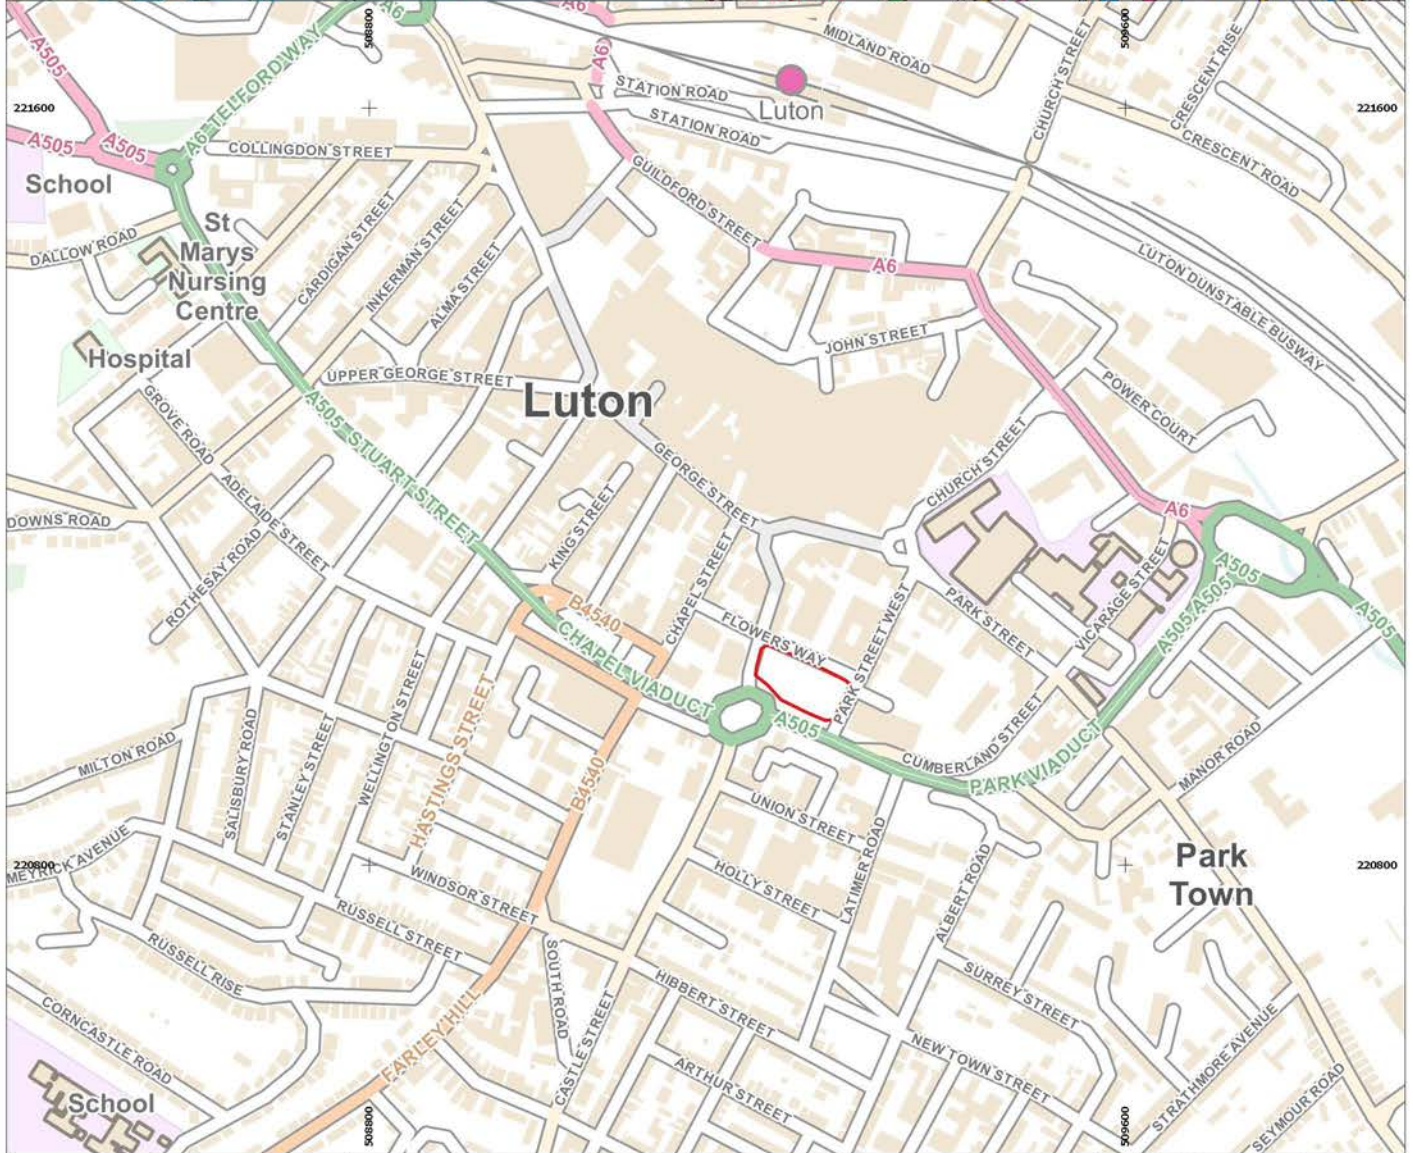 A6
A6
508800
509600
A505
A6 TELFORD WAY
A6
MIDLAND ROAD
CHURCH STREET
CRESCENT RISE
STATION ROAD
Luton
221600
221600
STATION ROAD
A505
A505
COLLINGDON STREET
GUILDFORD STREET
CRESCENT ROAD
School
St
Marys
Nursing
Centre
DALLOW ROAD
CARDIGAN STREET
INKERMAN STREET
ALMA STREET
A6
LUTON DUNSTABLE BUSWAY
JOHN STREET
Hospital
UPPER GEORGE STREET
Luton
POWER COURT
GROVE ROAD
A505 STUART STREET
GEORGE STREET
CHURCH STREET
ADELAIDE STREET
DOWNS ROAD
ROTHESAY ROAD
KING STREET
A6
CHAPEL STREET
A505
A505
A505 A505
VICARAGE STREET
PARK STREET
PARK STREET WEST
B4540
FLOWERS WAY
CHAPEL VIADUCT
A505
CUMBERLAND STREET
PARK VIADUCT
MANOR ROAD
MILTON ROAD
SALISBURY ROAD
STANLEY STREET
WELLINGTON STREET
HASTINGS STREET
B4540
UNION STREET
LATIMER ROAD
ALBERT ROAD
MEYRICK AVENUE
220800
220800
Park
Town
WINDSOR STREET
HOLLY STREET
RUSSELL STREET
RUSSELL RISE
SOUTH ROAD
CASTLE STREET
HIBBERT STREET
SURREY STREET
CORNCASTLE ROAD
FARLEY HILL
ARTHUR STREET
NEW TOWN STREET
STRATHMORE AVENUE
SEYMOUR ROAD
School
508800
509600